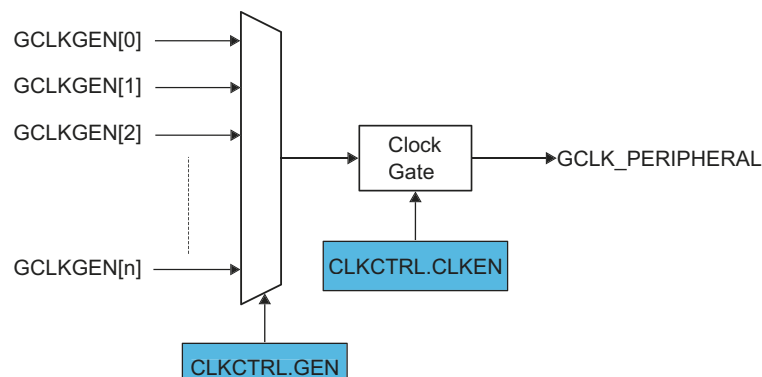 GCLKGEN[0]
GCLKGEN[1]
GCLKGEN[2]
Clock
Gate
GCLK_PERIPHERAL
GCLKGEN[n]
CLKCTRL.CLKEN
CLKCTRL.GEN